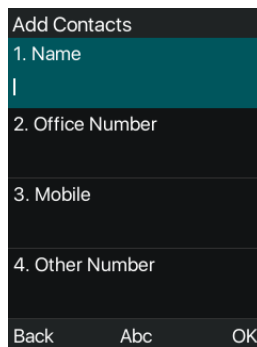 Add Contacts
1. Name
2. Office Number
3. Mobile
4. Other Number
Back Abc OK